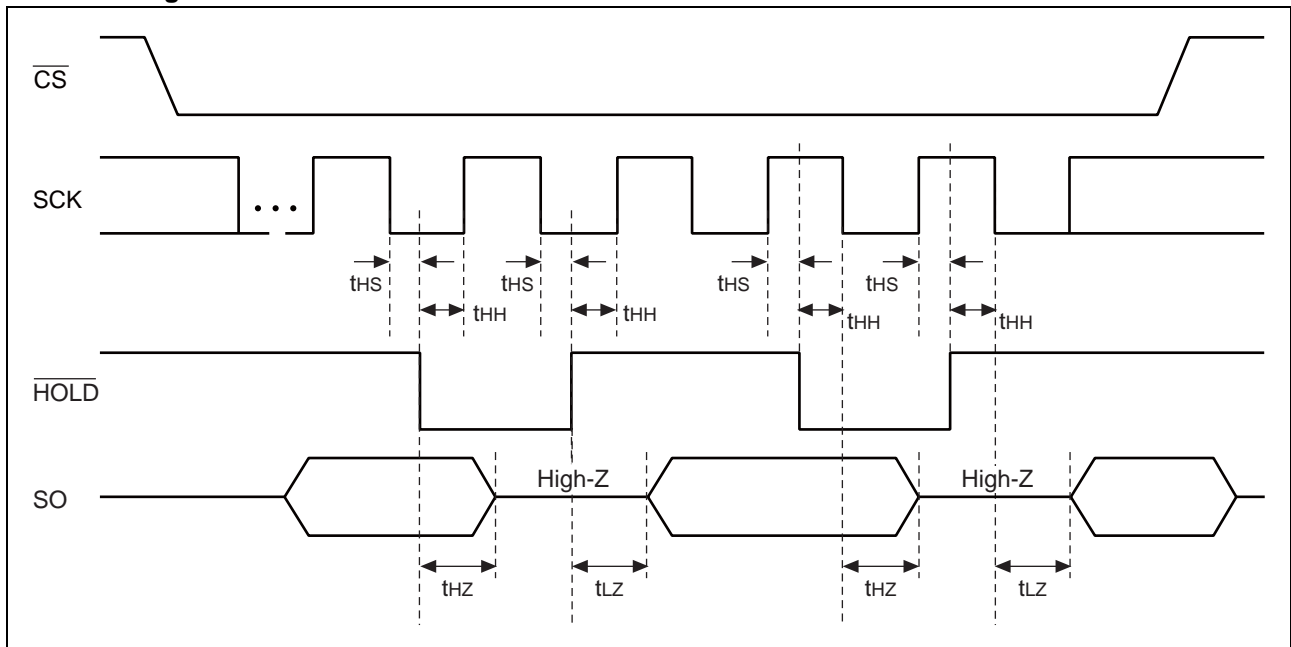 CS
SCK
• • •
tHS tHS tHS tHS
tHH tHH tHH tHH
HOLD
High-Z High-Z
SO
tHZ tLZ tHZ tLZ